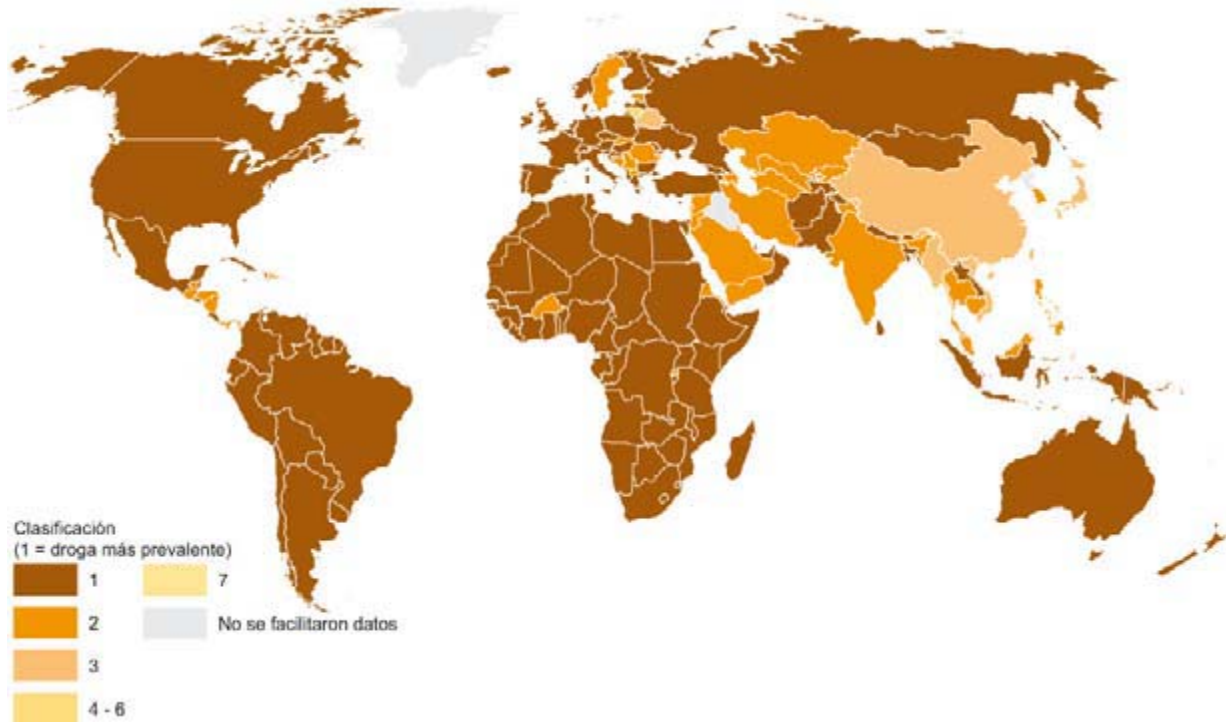 Clasificación
(1 = droga más prevalente)
1
7
2
No se facilitaron datos
3
4 - 6